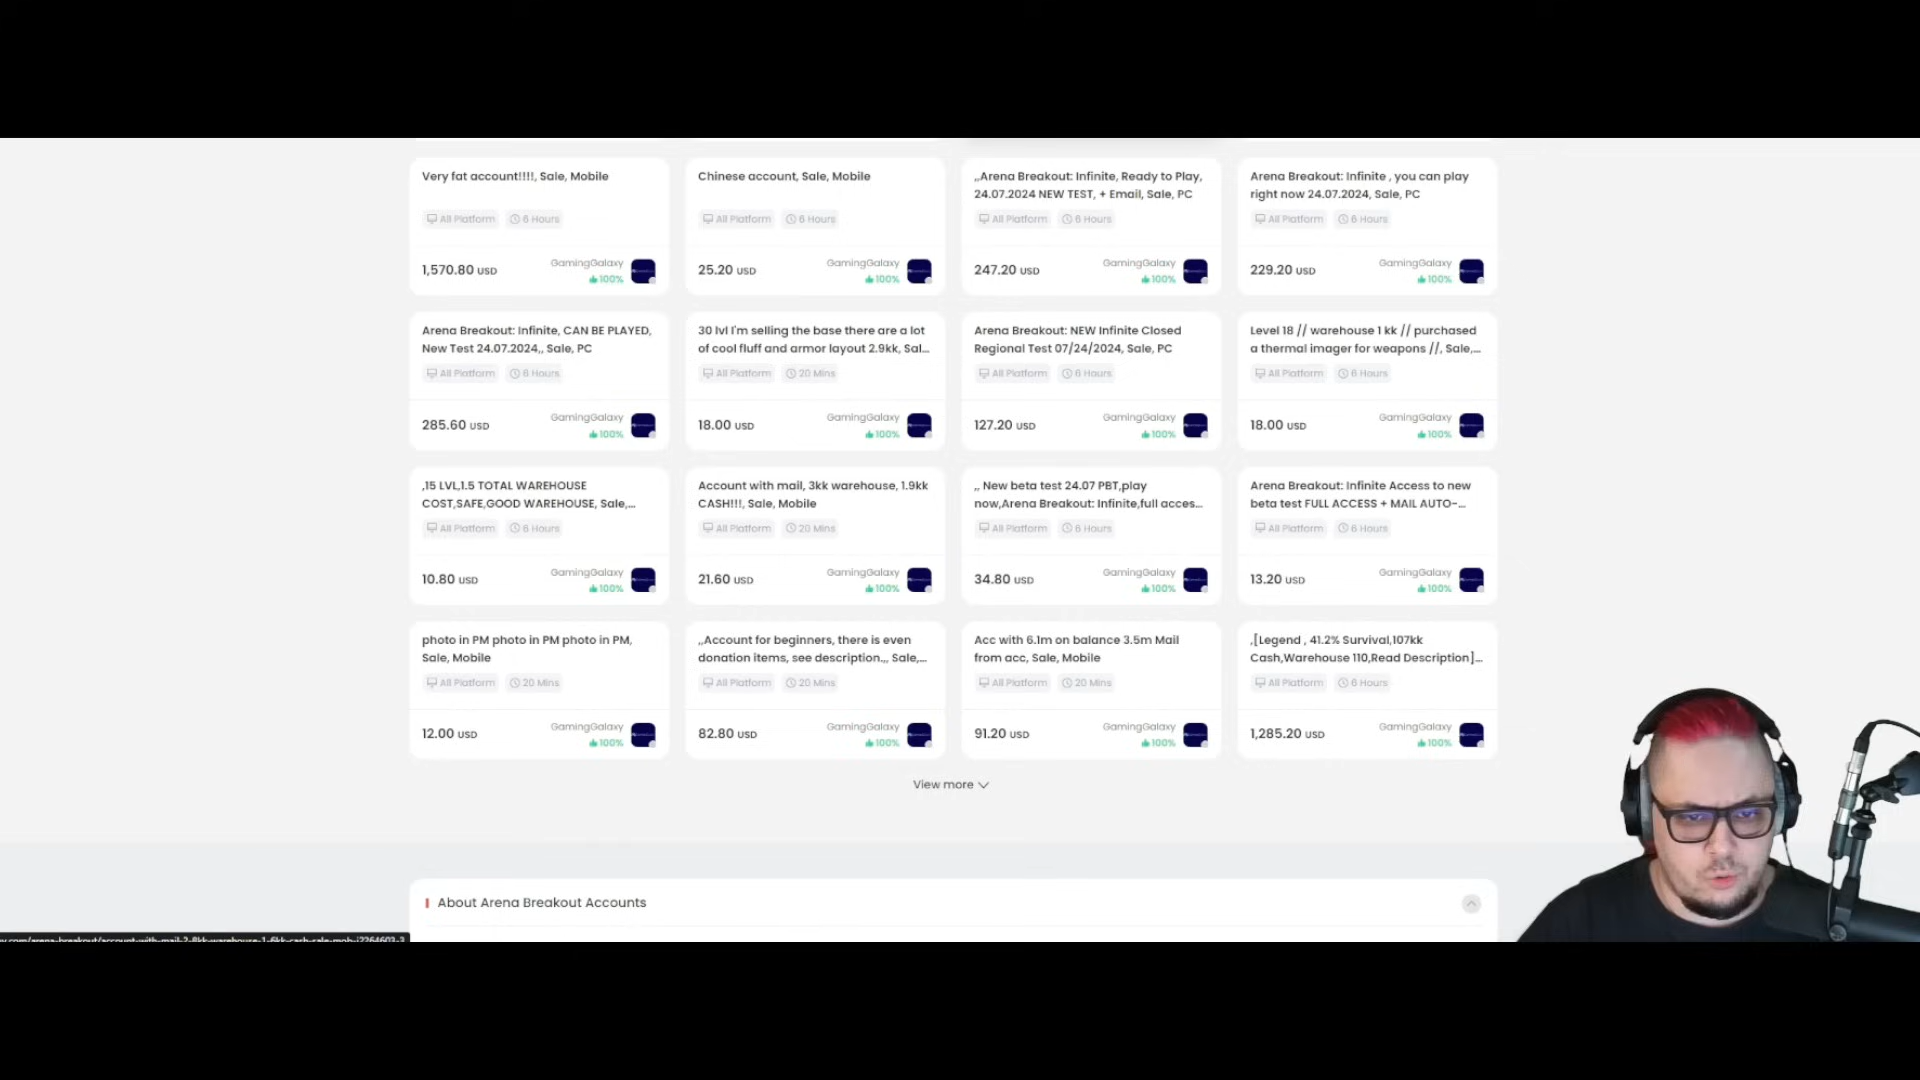 Very fat account!!!!, Sale, Mobile
All Platform 6 Hours
1,570.80 USD
GamingGalaxy
100%
Chinese account, Sale, Mobile
All Platform 6 Hours
25.20 USD
GamingGalaxy
100%
,,Arena Breakout: Infinite, Ready to Play,
24.07.2024 NEW TEST, + Email, Sale, PC
All Platform 6 Hours
247.20 USD
GamingGalaxy
100%
Arena Breakout: Infinite , you can play
right now 24.07.2024, Sale, PC
All Platform 6 Hours
229.20 USD
GamingGalaxy
100%
Arena Breakout: Infinite, CAN BE PLAYED,
New Test 24.07.2024,, Sale, PC
All Platform 6 Hours
285.60 USD
GamingGalaxy
100%
30 lvl I'm selling the base there are a lot
of cool fluff and armor layout 2.9kk, Sal...
All Platform 20 Mins
18.00 USD
GamingGalaxy
100%
Arena Breakout: NEW Infinite Closed
Regional Test 07/24/2024, Sale, PC
All Platform 6 Hours
127.20 USD
GamingGalaxy
100%
Level 18 // warehouse 1 kk // purchased
a thermal imager for weapons //, Sale,...
All Platform 6 Hours
18.00 USD
GamingGalaxy
100%
,15 LVL,1.5 TOTAL WAREHOUSE
COST,SAFE,GOOD WAREHOUSE, Sale,...
All Platform 6 Hours
10.80 USD
GamingGalaxy
100%
Account with mail, 3kk warehouse, 1.9kk
CASH!!!, Sale, Mobile
All Platform 20 Mins
21.60 USD
GamingGalaxy
100%
,, New beta test 24.07 PBT,play
now,Arena Breakout: Infinite,full acces...
All Platform 6 Hours
34.80 USD
GamingGalaxy
100%
Arena Breakout: Infinite Access to new
beta test FULL ACCESS + MAIL AUTO-...
All Platform 6 Hours
13.20 USD
GamingGalaxy
100%
photo in PM photo in PM photo in PM,
Sale, Mobile
All Platform 20 Mins
12.00 USD
GamingGalaxy
100%
,,Account for beginners, there is even
donation items, see description.,, Sale,...
All Platform 20 Mins
82.80 USD
GamingGalaxy
100%
Acc with 6.1m on balance 3.5m Mail
from acc, Sale, Mobile
All Platform 20 Mins
91.20 USD
GamingGalaxy
100%
,[Legend , 41.2% Survival,107kk
Cash,Warehouse 110,Read Description]...
All Platform 6 Hours
1,285.20 USD
GamingGalaxy
100%
View more
About Arena Breakout Accounts